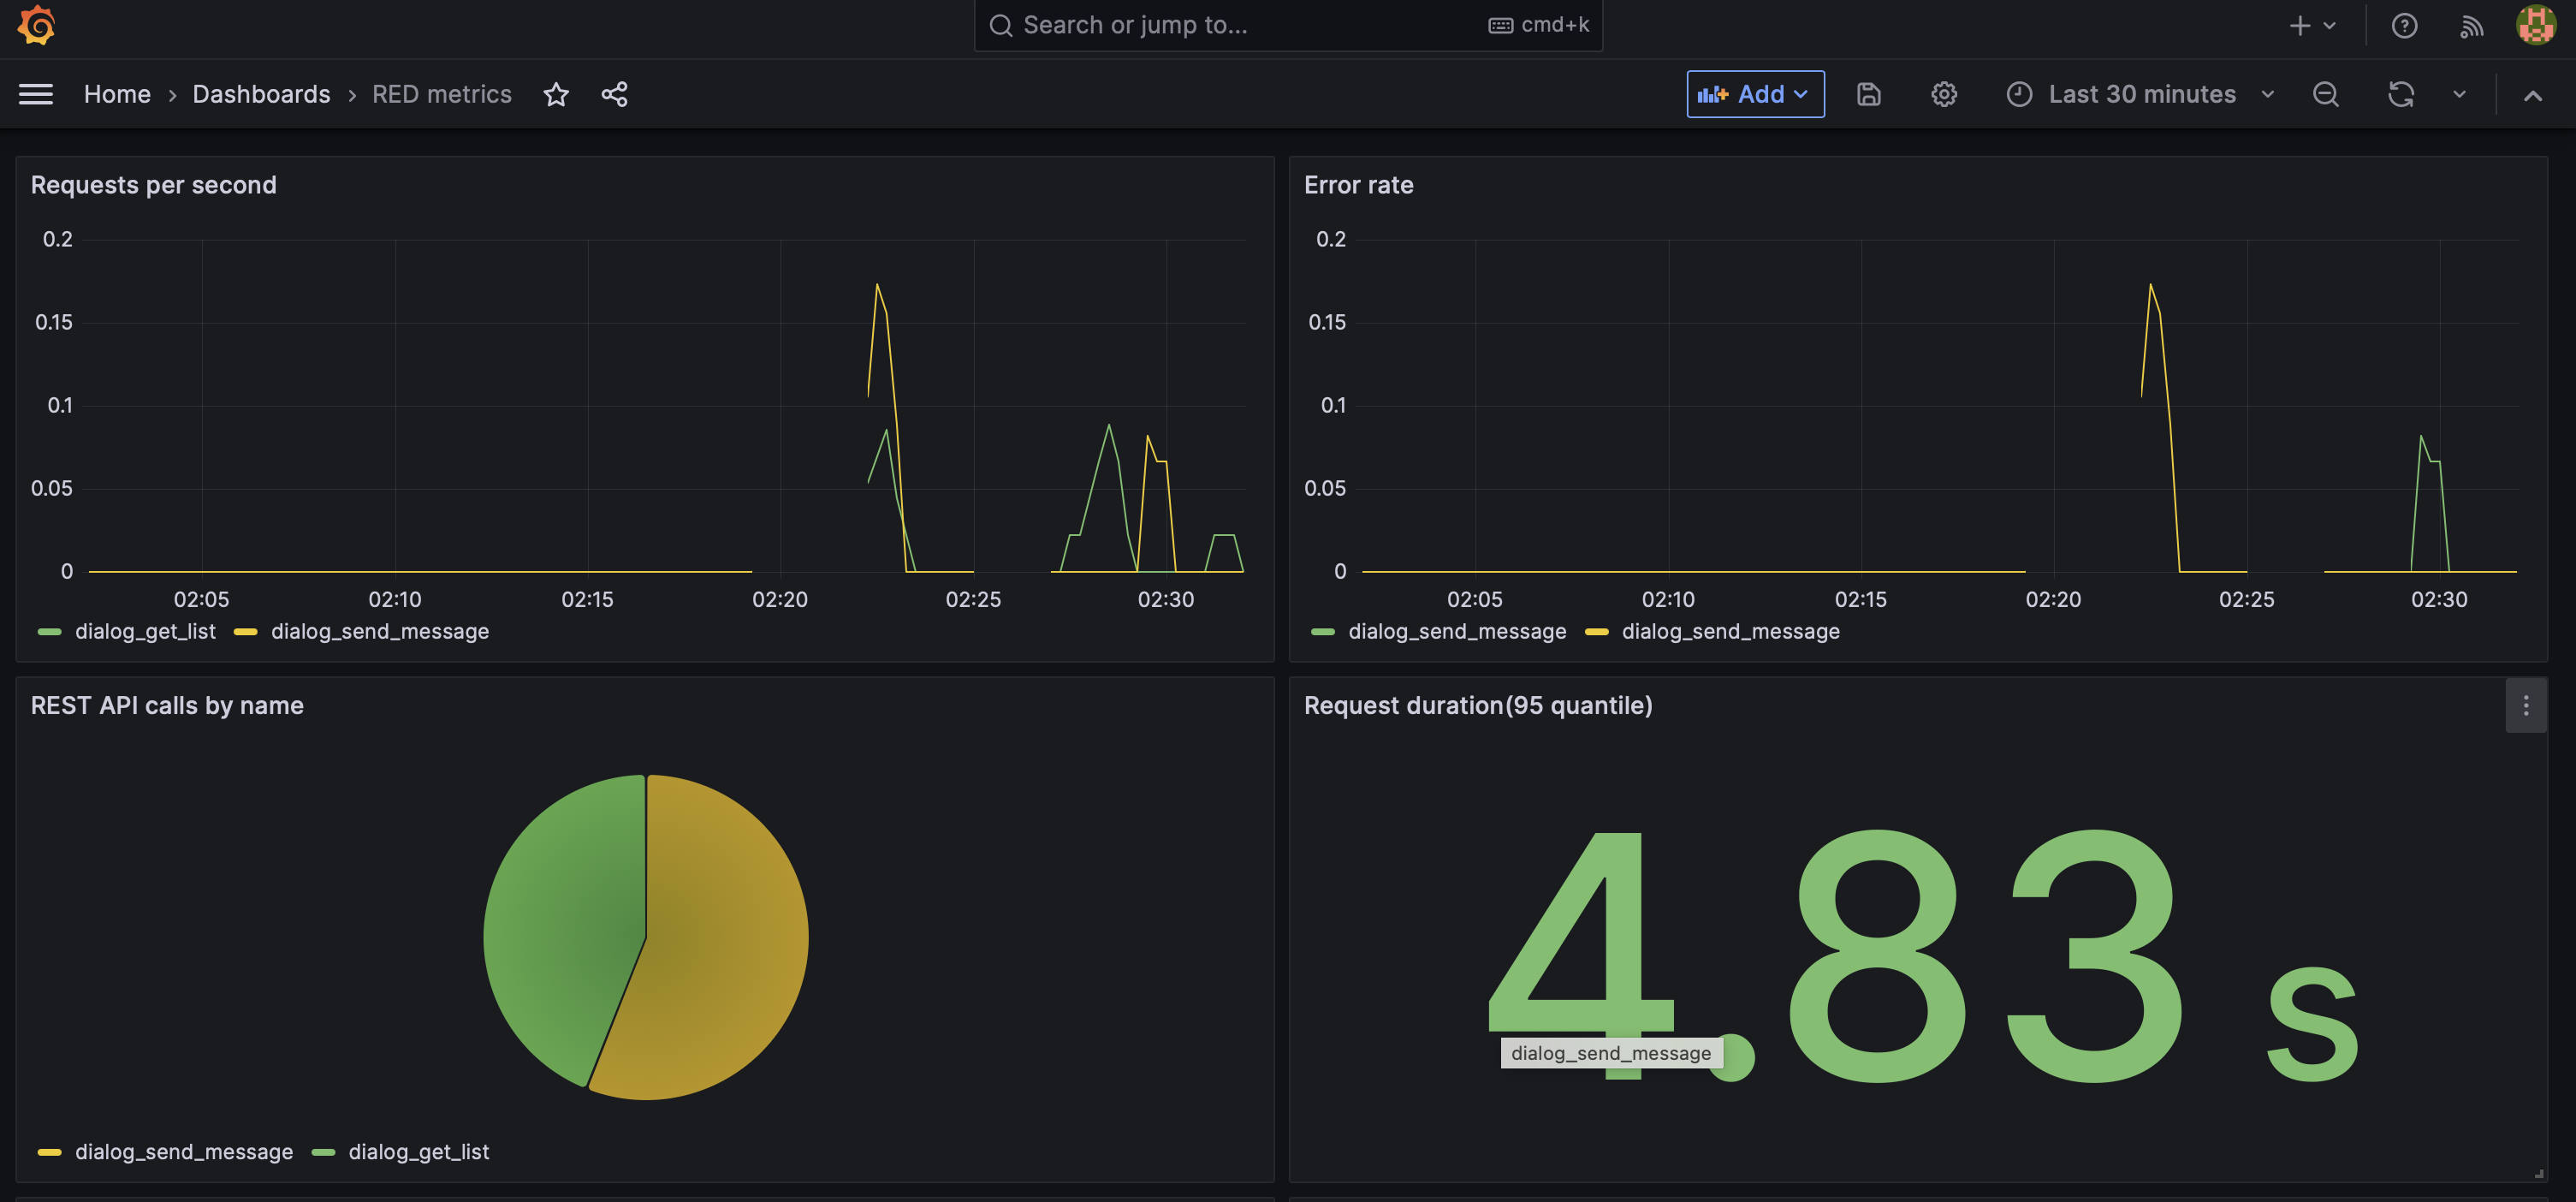 Search or jump to... cmd+k
Home › Dashboards › RED metrics
Add
Last 30 minutes
Requests per second
0.2
0.15
0.1
0.05
0
02:05 02:10 02:15 02:20 02:25 02:30
dialog_get_list dialog_send_message
Error rate
0.2
0.15
0.1
0.05
0
02:05 02:10 02:15 02:20 02:25 02:30
dialog_send_message dialog_send_message
REST API calls by name
dialog_send_message dialog_get_list
Request duration(95 quantile)
4.83 s
dialog_send_message